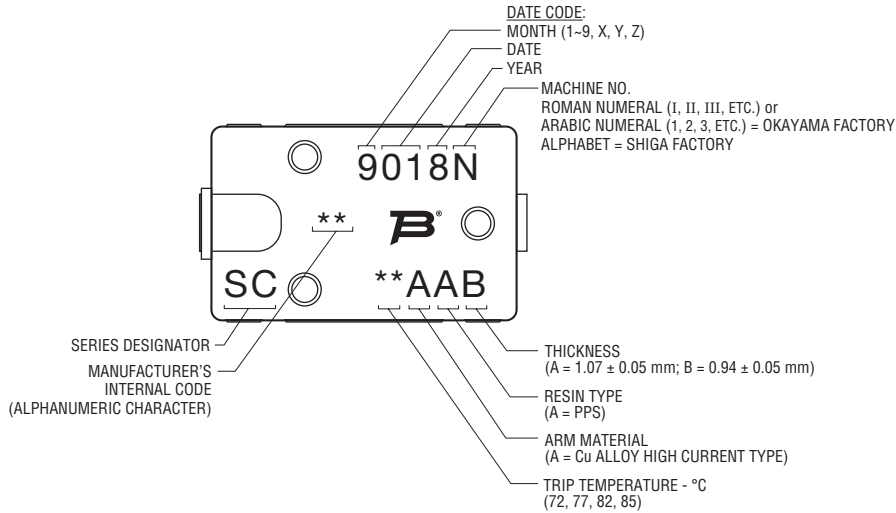 DATE CODE:
MONTH (1~9, X, Y, Z)
DATE
YEAR
MACHINE NO.
ROMAN NUMERAL (I, II, III, ETC.) or
ARABIC NUMERAL (1, 2, 3, ETC.) = OKAYAMA FACTORY
ALPHABET = SHIGA FACTORY
9018N
**
B®
SC
**AAB
SERIES DESIGNATOR
MANUFACTURER'S
INTERNAL CODE
(ALPHANUMERIC CHARACTER)
THICKNESS
(A = 1.07 ± 0.05 mm; B = 0.94 ± 0.05 mm)
RESIN TYPE
(A = PPS)
ARM MATERIAL
(A = Cu ALLOY HIGH CURRENT TYPE)
TRIP TEMPERATURE - °C
(72, 77, 82, 85)